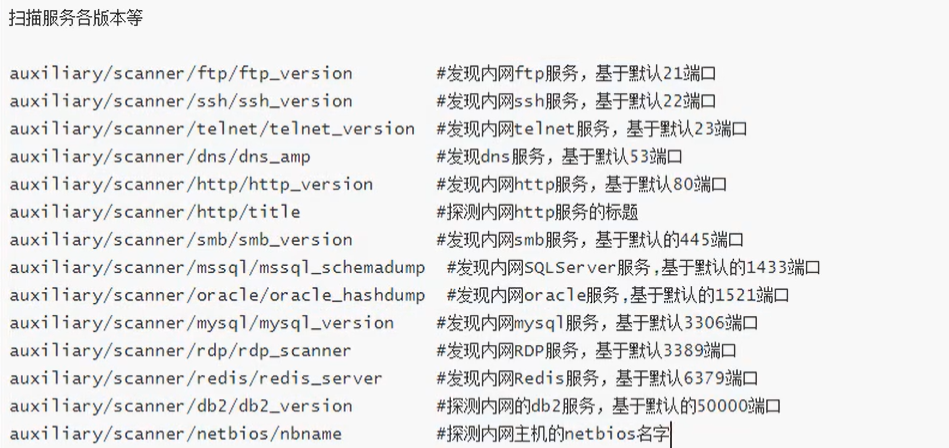 扫描服务各版本等
auxiliary/scanner/ftp/ftp_version #发现内网ftp服务，基于默认21端口
auxiliary/scanner/ssh/ssh_version #发现内网ssh服务，基于默认22端口
auxiliary/scanner/telnet/telnet_version #发现内网telnet服务，基于默认23端口
auxiliary/scanner/dns/dns_amp #发现dns服务，基于默认53端口
auxiliary/scanner/http/http_version #发现内网http服务，基于默认80端口
auxiliary/scanner/http/title #探测内网http服务的标题
auxiliary/scanner/smb/smb_version #发现内网smb服务，基于默认的445端口
auxiliary/scanner/mssql/mssql_schemadump #发现内网SQLServer服务,基于默认的1433端口
auxiliary/scanner/oracle/oracle_hashdump #发现内网oracle服务,基于默认的1521端口
auxiliary/scanner/mysql/mysql_version #发现内网mysql服务，基于默认3306端口
auxiliary/scanner/rdp/rdp_scanner #发现内网RDP服务，基于默认3389端口
auxiliary/scanner/redis/redis_server #发现内网Redis服务，基于默认6379端口
auxiliary/scanner/db2/db2_version #探测内网的db2服务，基于默认的50000端口
auxiliary/scanner/netbios/nbname #探测内网主机的netbios名字